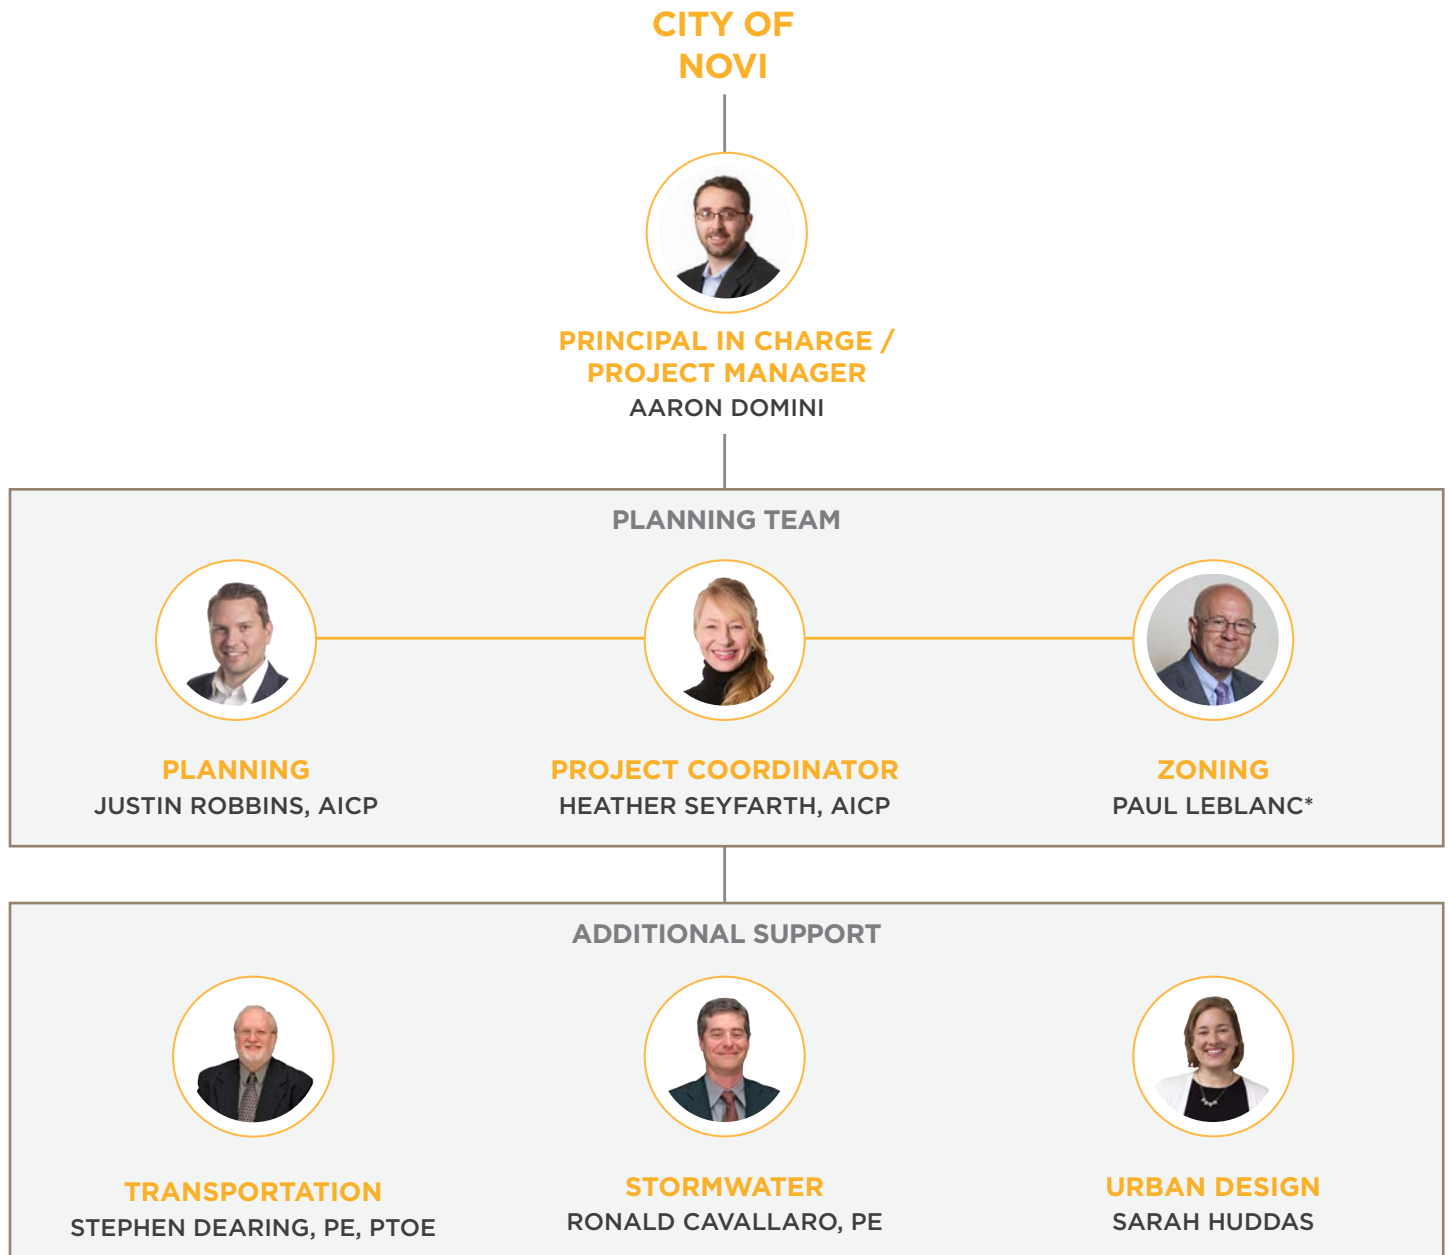 CITY OF
NOVI
PRINCIPAL IN CHARGE /
PROJECT MANAGER
AARON DOMINI
PLANNING TEAM
PLANNING
JUSTIN ROBBINS, AICP
PROJECT COORDINATOR
HEATHER SEYFARTH, AICP
ZONING
PAUL LEBLANC*
ADDITIONAL SUPPORT
TRANSPORTATION
STEPHEN DEARING, PE, PTOE
STORMWATER
RONALD CAVALLARO, PE
URBAN DESIGN
SARAH HUDDAS